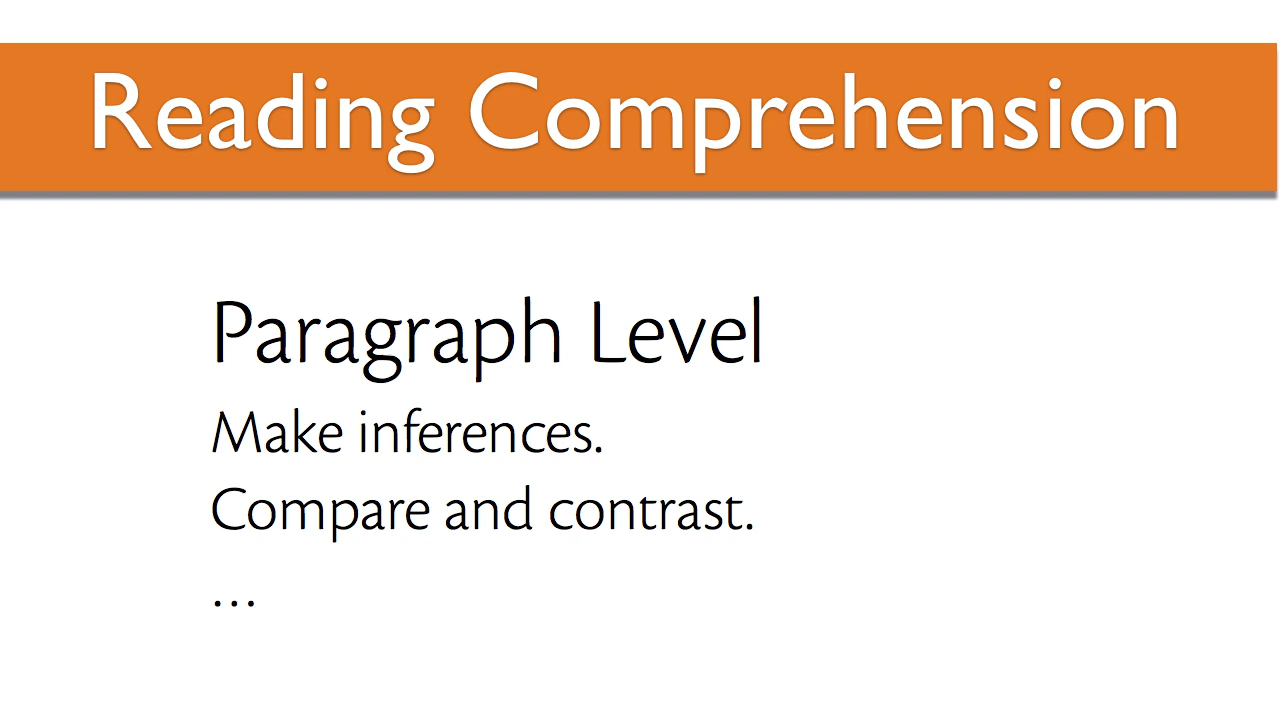 Reading Comprehension
Paragraph Level
Make inferences.
Compare and contrast.
...